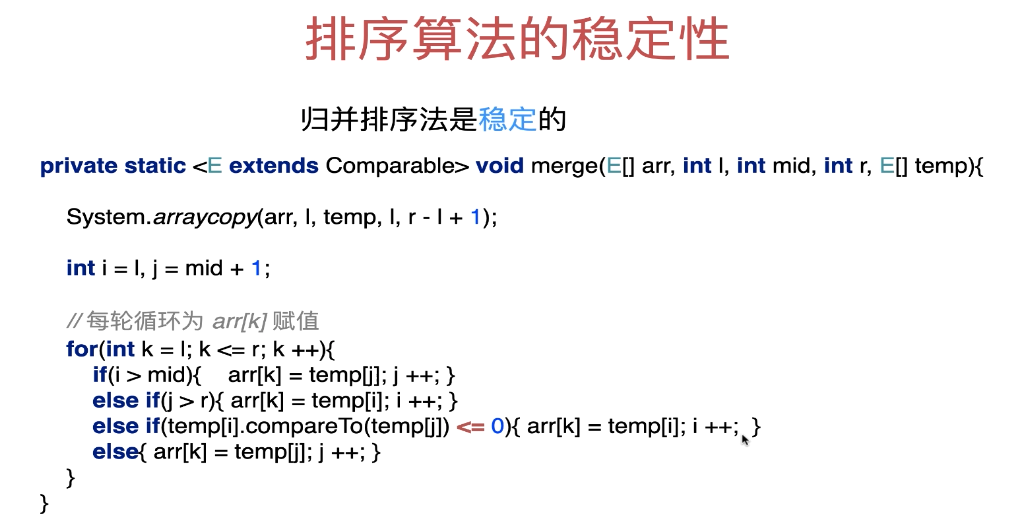 排序算法的稳定性
归并排序法是稳定的
private static <E extends Comparable> void merge(E[] arr, int l, int mid, int r, E[] temp){
System.arraycopy(arr, l, temp, l, r - l + 1);
int i = l, j = mid + 1;
// 每轮循环为 arr[k] 赋值
for(int k = l; k <= r; k ++){
if(i > mid){ arr[k] = temp[j]; j ++; }
else if(j > r){ arr[k] = temp[i]; i ++; }
else if(temp[i].compareTo(temp[j]) <= 0){ arr[k] = temp[i]; i ++; }
else{ arr[k] = temp[j]; j ++; }
}
}